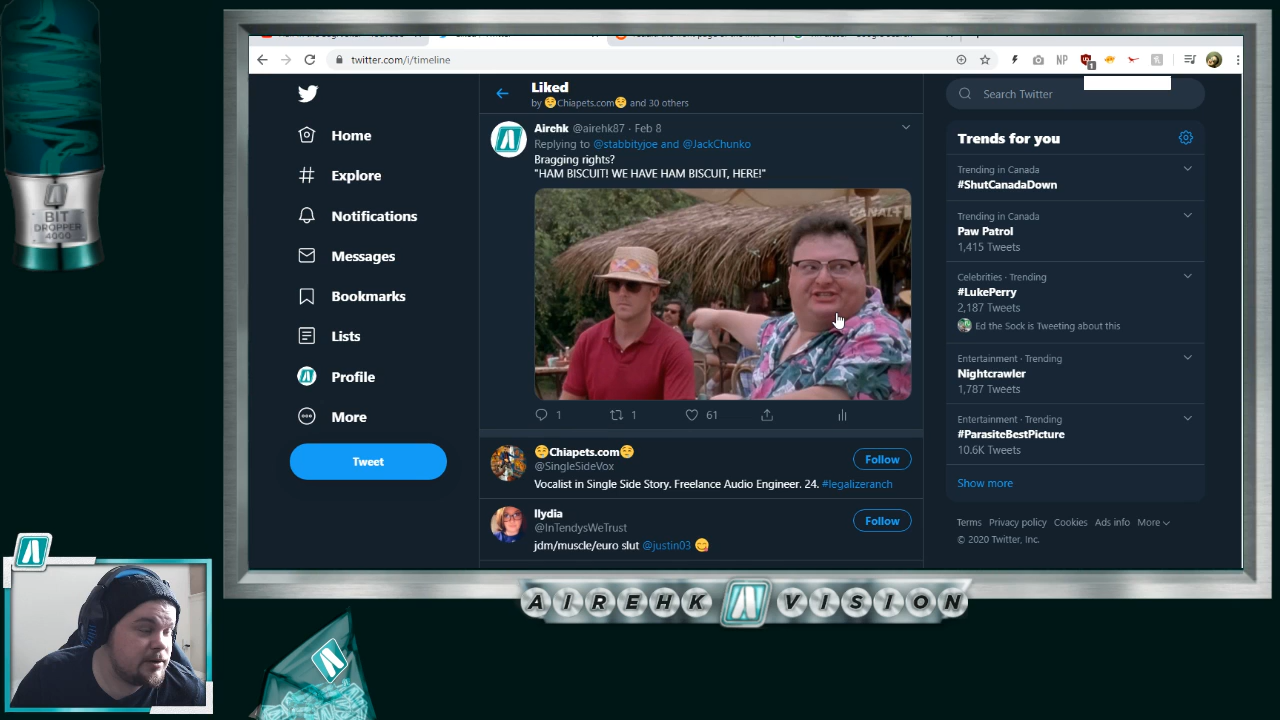 twitter.com/i/timeline
NP
1
Liked
by 😌Chiapets.com😌 and 30 others
Search Twitter
Home
Explore
Notifications
Messages
Bookmarks
Lists
Profile
More
Tweet
Airehk @airehk87 · Feb 8
Replying to @stabbityjoe and @JackChunko
Bragging rights?
"HAM BISCUIT! WE HAVE HAM BISCUIT, HERE!"
CANAL+
1 1 61
😌Chiapets.com😌
@SingleSideVox
Follow
Vocalist in Single Side Story. Freelance Audio Engineer. 24. #legalizeranch
Ilydia
@InTendysWeTrust
Follow
jdm/muscle/euro slut @justin03 😋
Trends for you
Trending in Canada
#ShutCanadaDown
Trending in Canada
Paw Patrol
1,415 Tweets
Celebrities · Trending
#LukePerry
2,187 Tweets
Ed the Sock is Tweeting about this
Entertainment · Trending
Nightcrawler
1,787 Tweets
Entertainment · Trending
#ParasiteBestPicture
10.6K Tweets
Show more
Terms Privacy policy Cookies Ads info More
© 2020 Twitter, Inc.
BIT
DROPPER
4000
AIREHK VISION